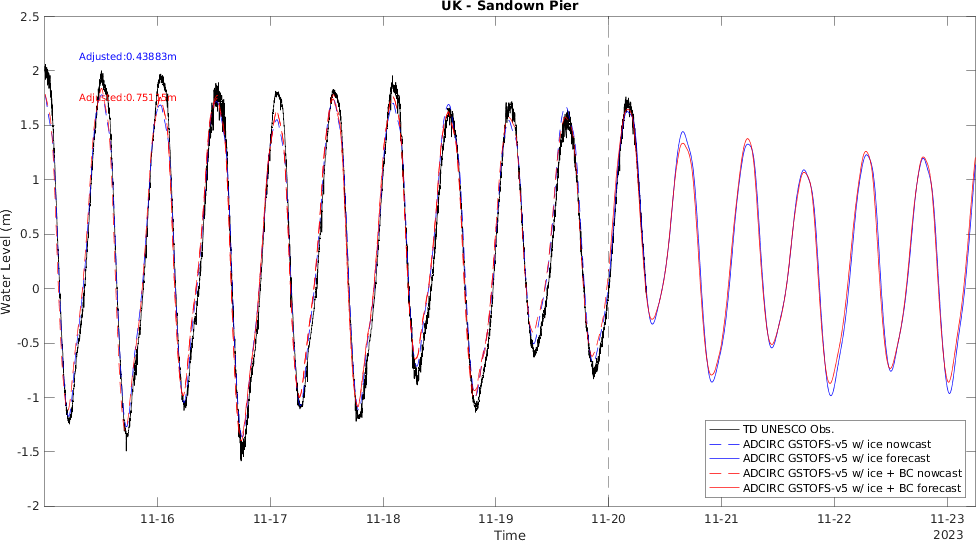 UK - Sandown Pier
Adjusted:0.43883m
Water Level (m)
2.5
2
1.5
1
0.5
0
-0.5
-1
-1.5
-2
TD UNESCO Obs.
ADCIRC GSTOFS-v5 w/ ice nowcast
ADCIRC GSTOFS-v5 w/ ice forecast
ADCIRC GSTOFS-v5 w/ ice + BC nowcast
ADCIRC GSTOFS-v5 w/ ice + BC forecast
11-16
11-17
11-18
11-19
11-20
11-21
11-22
11-23
Time
2023